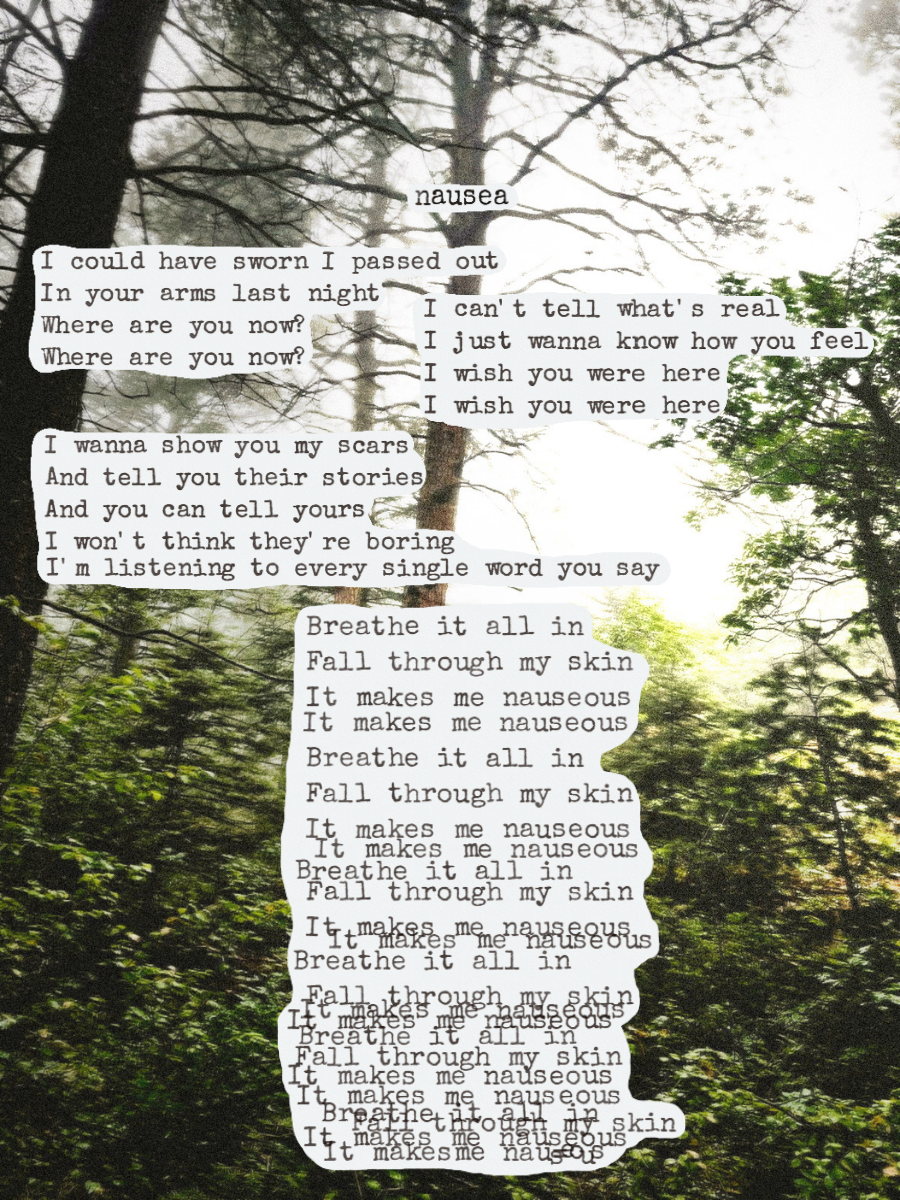 nausea
I could have sworn I passed out
In your arms last night
Where are you now?
Where are you now?
I can't tell what's real
I just wanna know how you feel
I wish you were here
I wish you were here
I wanna show you my scars
And tell you their stories
And you can tell yours
I won't think they're boring
I'm listening to every single word you say
Breathe it all in
Fall through my skin
It makes me nauseous
It makes me nauseous
Breathe it all in
Fall through my skin
It makes me nauseous
It makes me nauseous
Breathe it all in
Fall through my skin
It makes me nauseous
It makes me nauseous
Breathe it all in
Fall through my skin
It makes me nauseous
It makes me nauseous
Breathe it all in
Fall through my skin
It makes me nauseous
It makes me nauseous
Breathe it all in
Fall through my skin
It makes me nauseous
It makesme